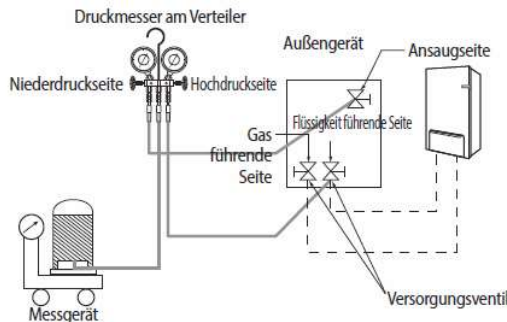 Druckmesser am Verteiler
Außengerät
Ansaugseite
Niederdruckseite
Hochdruckseite
Flüssigkeit führende Seite
Gas
führende
Seite
Versorgungsventil
Messgerät